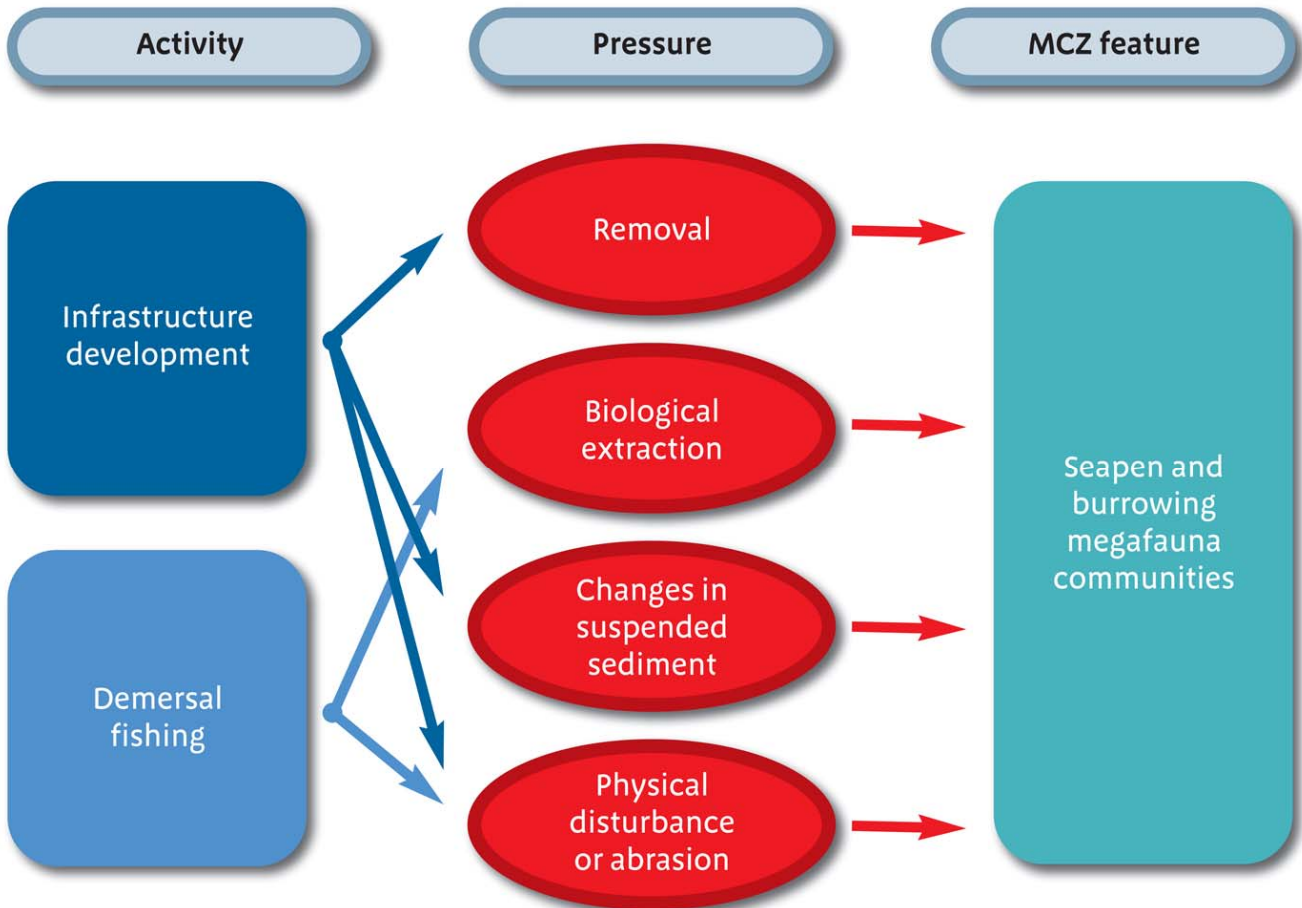 Activity
Pressure
MCZ feature
Infrastructure
development
Demersal
fishing
Removal
Biological
extraction
Changes in
suspended
sediment
Physical
disturbance
or abrasion
Seapen and
burrowing
megafauna
communities